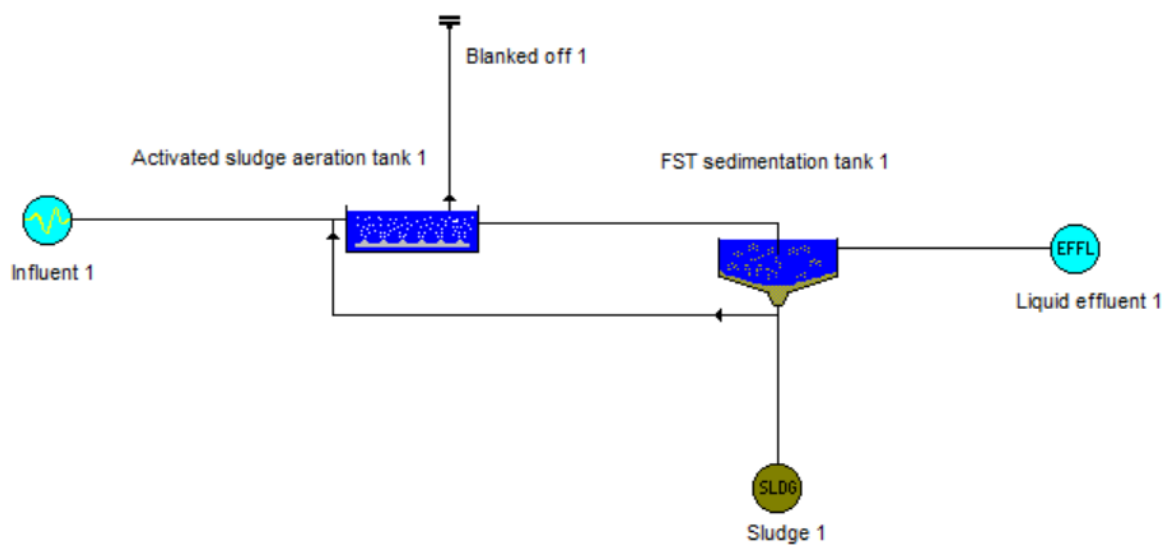 Blanked off 1
Activated sludge aeration tank 1
FST sedimentation tank 1
Influent 1
EFFL
Liquid effluent 1
SLDG
Sludge 1